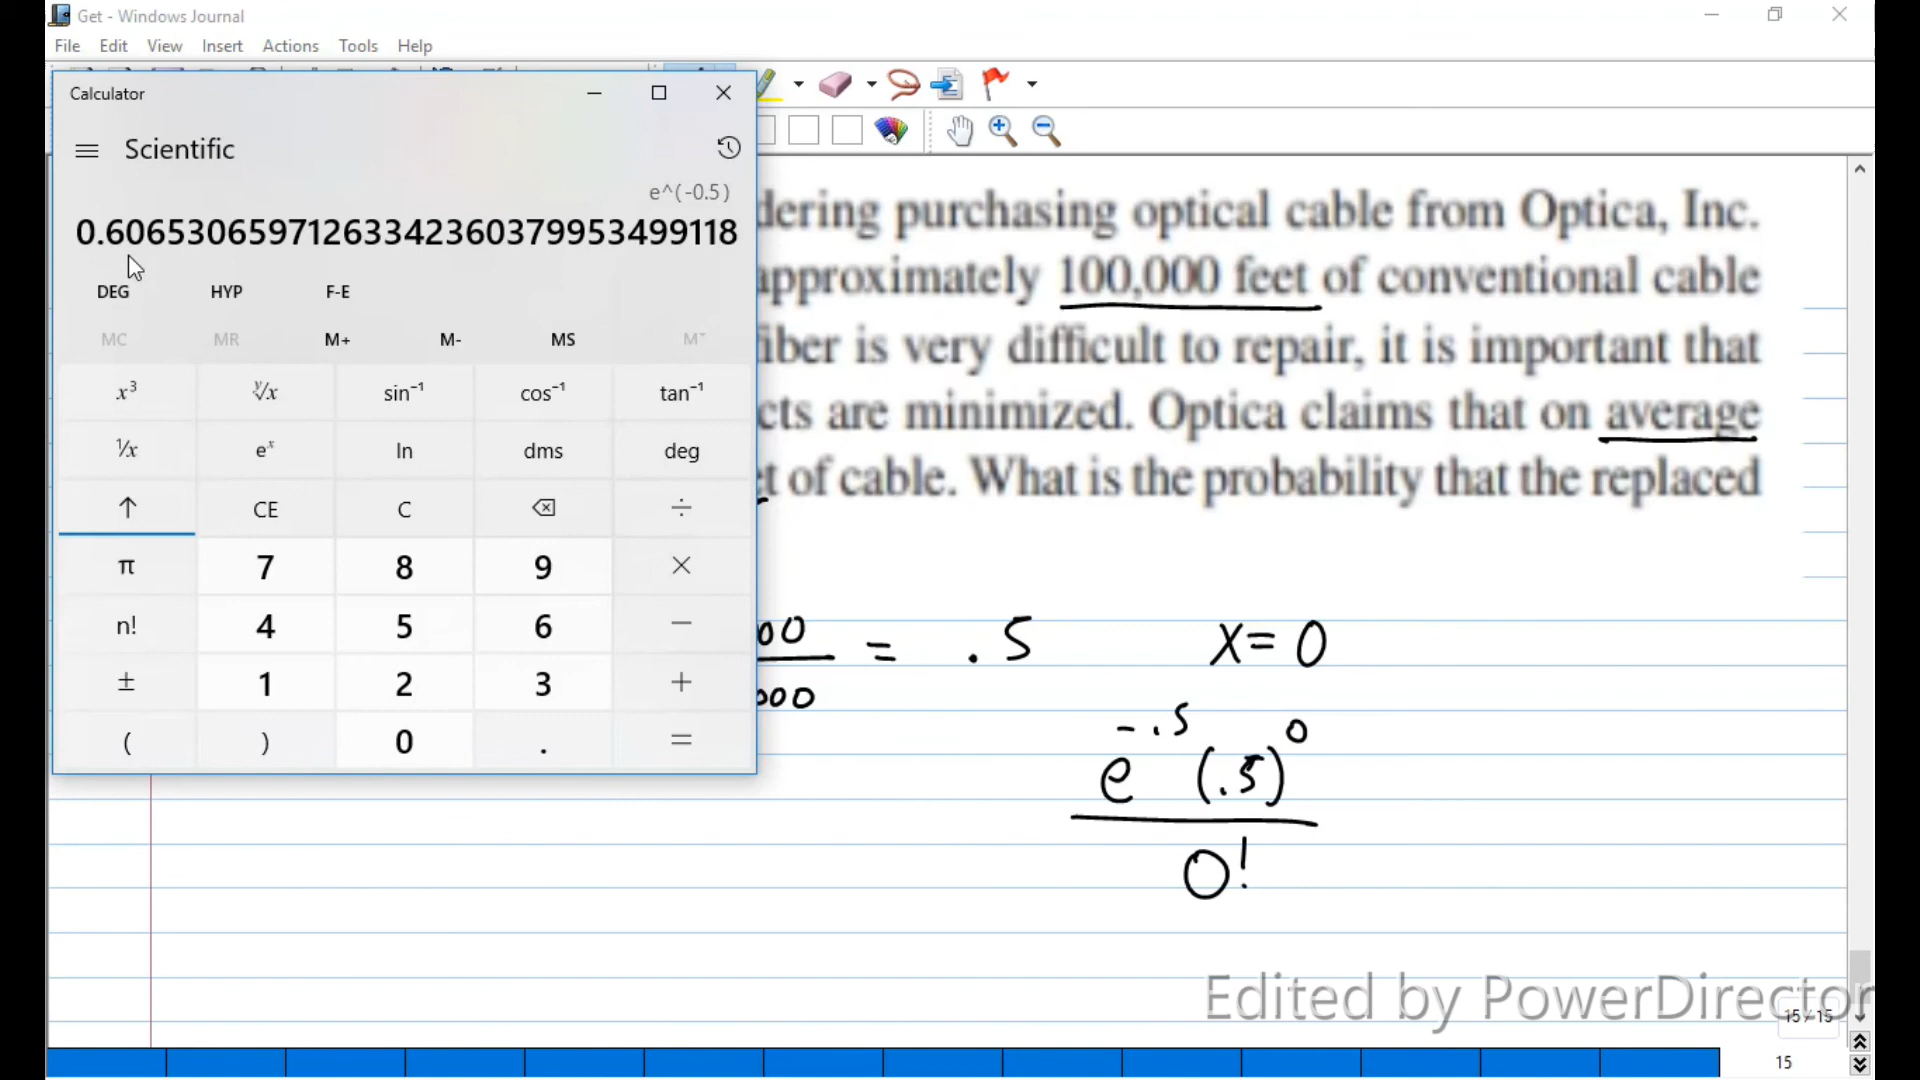 Get - Windows Journal
File Edit View Insert Actions Tools Help
Calculator
Scientific
e^(-0.5)
0.60653065971263342360379953499118
DEG HYP F-E
MC MR M+ M- MS M˅
x³ ʸ√x sin⁻¹ cos⁻¹ tan⁻¹
¹/x eˣ ln dms deg
↑ CE C ⌫ ÷
π 7 8 9 ×
n! 4 5 6 −
± 1 2 3 +
( ) 0 . =
dering purchasing optical cable from Optica, Inc.
approximately 100,000 feet of conventional cable
fiber is very difficult to repair, it is important that
cts are minimized. Optica claims that on average
t of cable. What is the probability that the replaced
00 = .5 X= 0
000
e^-.5 (.5)^0
0!
Edited by PowerDirector
15 / 15
15